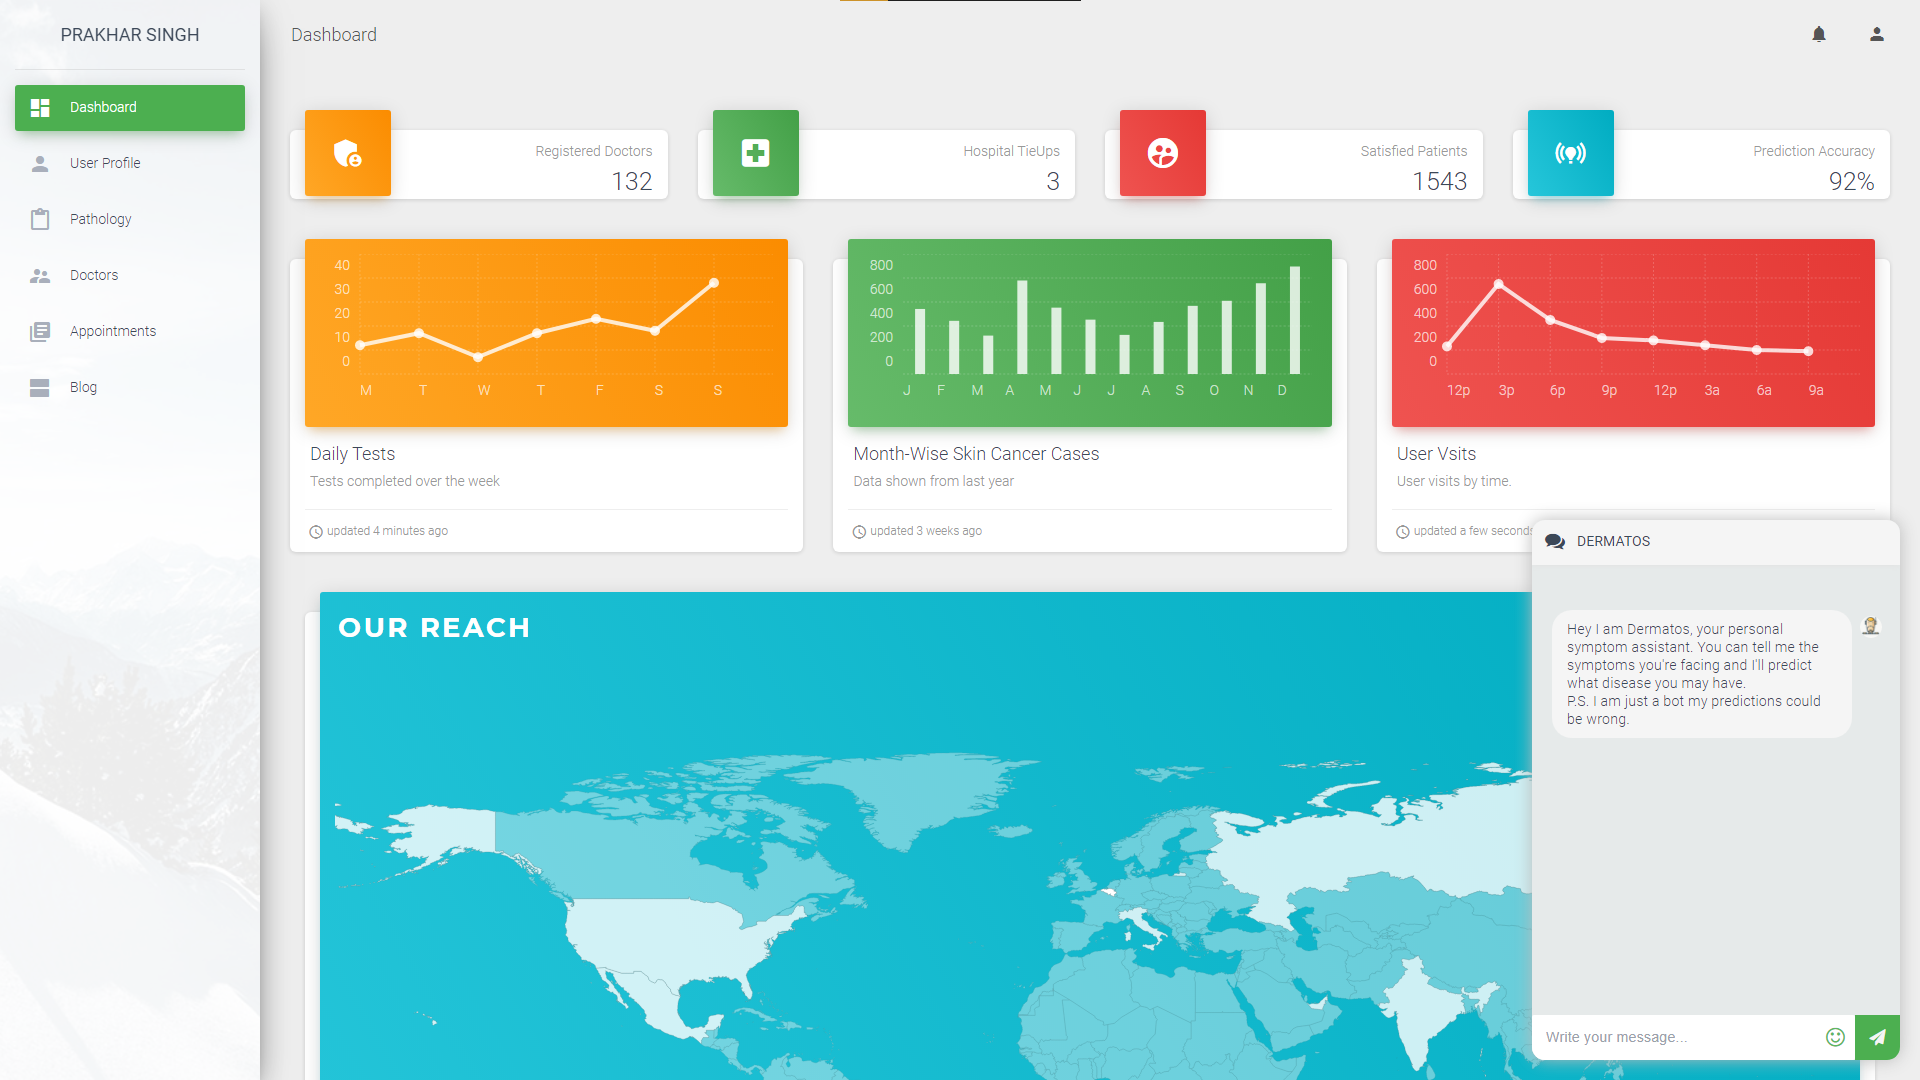 PRAKHAR SINGH
Dashboard
User Profile
Pathology
Doctors
Appointments
Blog
Dashboard
Registered Doctors
132
Hospital TieUps
3
Satisfied Patients
1543
Prediction Accuracy
92%
40
30
20
10
0
M T W T F S S
Daily Tests
Tests completed over the week
updated 4 minutes ago
800
600
400
200
0
J F M A M J J A S O N D
Month-Wise Skin Cancer Cases
Data shown from last year
updated 3 weeks ago
800
600
400
200
0
12p 3p 6p 9p 12p 3a 6a 9a
User Vsits
User visits by time.
updated a few seconds
OUR REACH
DERMATOS
Hey I am Dermatos, your personal
symptom assistant. You can tell me the
symptoms you're facing and I'll predict
what disease you may have.
P.S. I am just a bot my predictions could
be wrong.
Write your message...